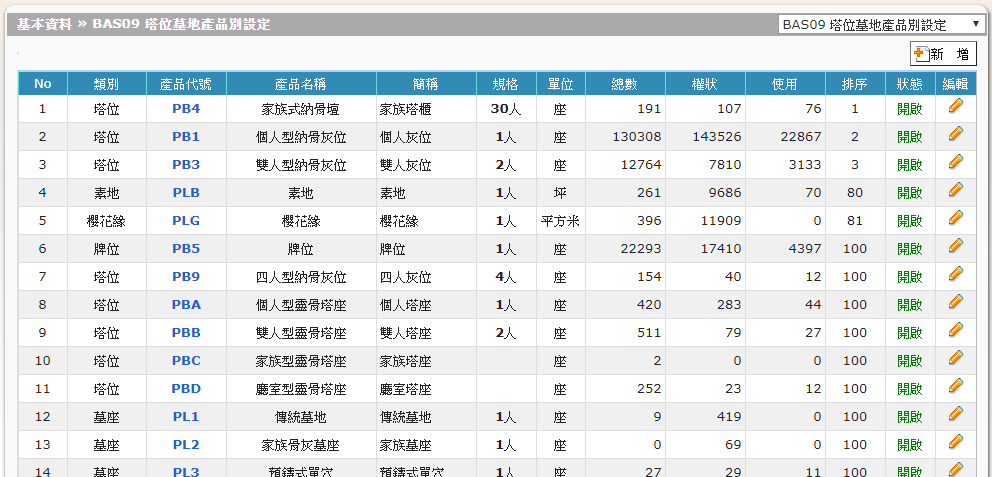 基本資料 » BAS09 塔位墓地產品別設定 BAS09 塔位墓地產品別設定
新 增
No 類別 產品代號 產品名稱 簡稱 規格 單位 總數 權狀 使用 排序 狀態 編輯
1 塔位 PB4 家族式納骨壇 家族塔櫃 30人 座 191 107 76 1 開啟
2 塔位 PB1 個人型納骨灰位 個人灰位 1人 座 130308 143526 22867 2 開啟
3 塔位 PB3 雙人型納骨灰位 雙人灰位 2人 座 12764 7810 3133 3 開啟
4 素地 PLB 素地 素地 1人 坪 261 9686 70 80 開啟
5 櫻花緣 PLG 櫻花緣 櫻花緣 1人 平方米 396 11909 0 81 開啟
6 牌位 PB5 牌位 牌位 1人 座 22293 17410 4397 100 開啟
7 塔位 PB9 四人型納骨灰位 四人灰位 4人 座 154 40 12 100 開啟
8 塔位 PBA 個人型靈骨塔座 個人塔座 1人 座 420 283 44 100 開啟
9 塔位 PBB 雙人型靈骨塔座 雙人塔座 2人 座 511 79 27 100 開啟
10 塔位 PBC 家族型靈骨塔座 家族塔座 座 2 0 0 100 開啟
11 塔位 PBD 廳室型靈骨塔座 廳室塔座 座 252 23 12 100 開啟
12 墓座 PL1 傳統墓地 傳統墓地 1人 座 9 419 0 100 開啟
13 墓座 PL2 家族骨灰墓座 家族墓座 1人 座 0 69 0 100 開啟
14 墓座 PL3 預鑄式單穴 預鑄式單穴 1人 座 27 29 11 100 開啟